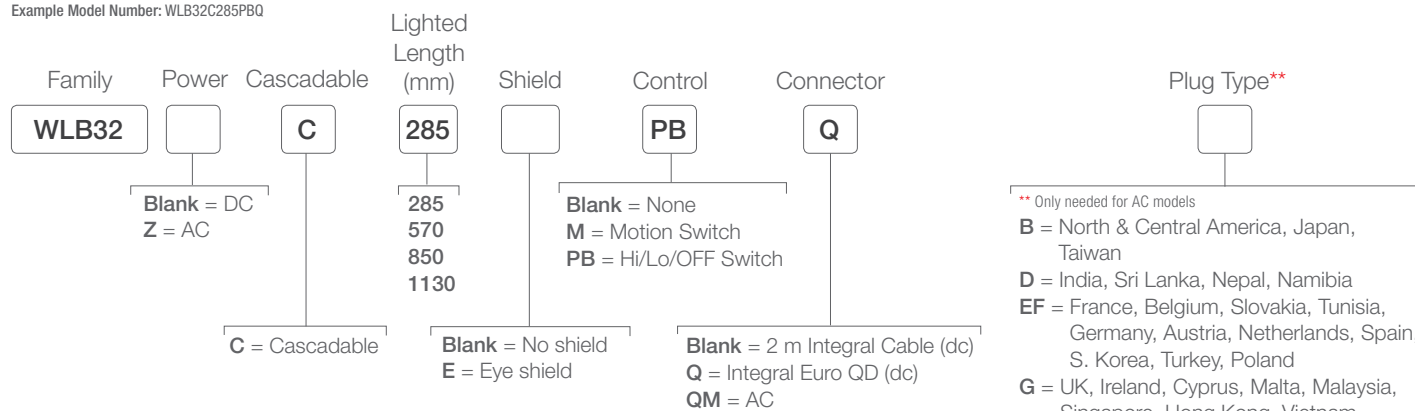 Example Model Number: WLB32C285PBQ
Family
Power
Cascadable
Lighted
Length
(mm)
Shield
Control
Connector
Plug Type**
WLB32
C
285
PB
Q
Blank = DC
Z = AC
285
570
850
1130
Blank = None
M = Motion Switch
PB = Hi/Lo/OFF Switch
C = Cascadable
Blank = No shield
E = Eye shield
Blank = 2 m Integral Cable (dc)
Q = Integral Euro QD (dc)
QM = AC
** Only needed for AC models
B = North & Central America, Japan,
Taiwan
D = India, Sri Lanka, Nepal, Namibia
EF = France, Belgium, Slovakia, Tunisia,
Germany, Austria, Netherlands, Spain,
S. Korea, Turkey, Poland
G = UK, Ireland, Cyprus, Malta, Malaysia,
Singapore, Hong Kong, Vietnam